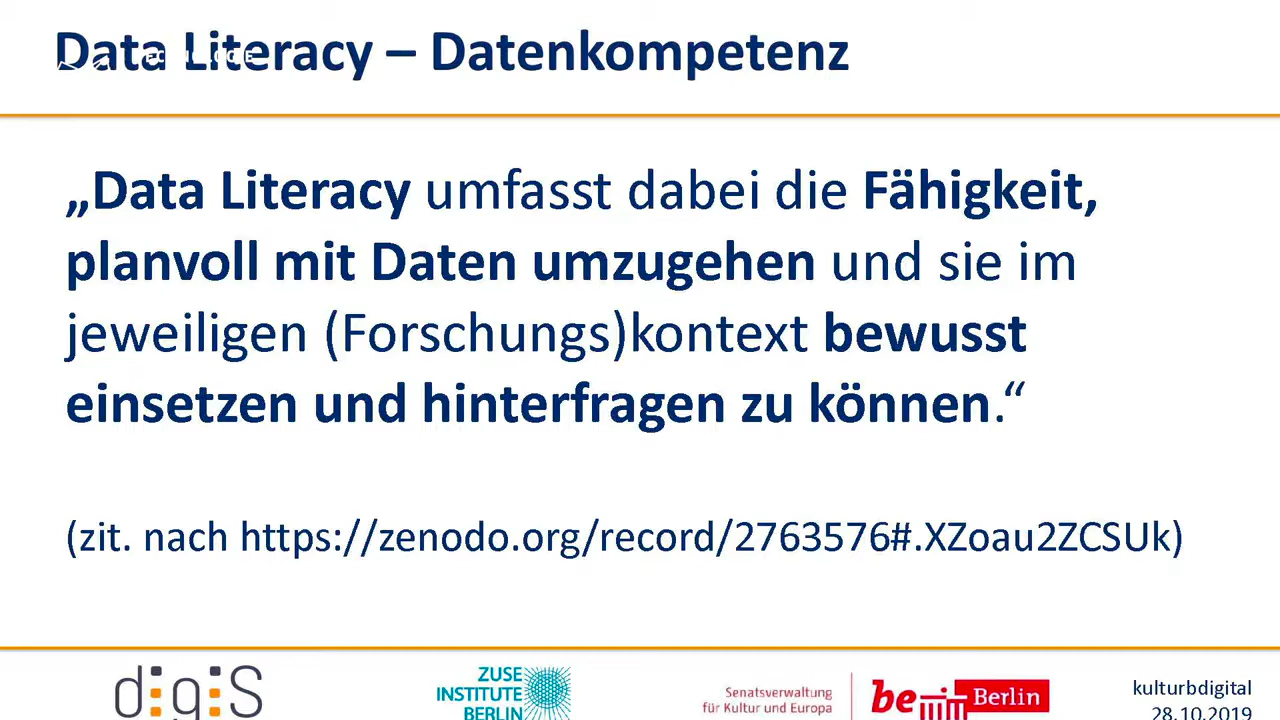 Data Literacy – Datenkompetenz
„Data Literacy umfasst dabei die Fähigkeit,
planvoll mit Daten umzugehen und sie im
jeweiligen (Forschungs)kontext bewusst
einsetzen und hinterfragen zu können.“
(zit. nach https://zenodo.org/record/2763576#.XZoau2ZCSUk)
digiS
ZUSE
INSTITUTE
BERLIN
Senatsverwaltung
für Kultur und Europa
be Berlin
kulturbdigital
28.10.2019